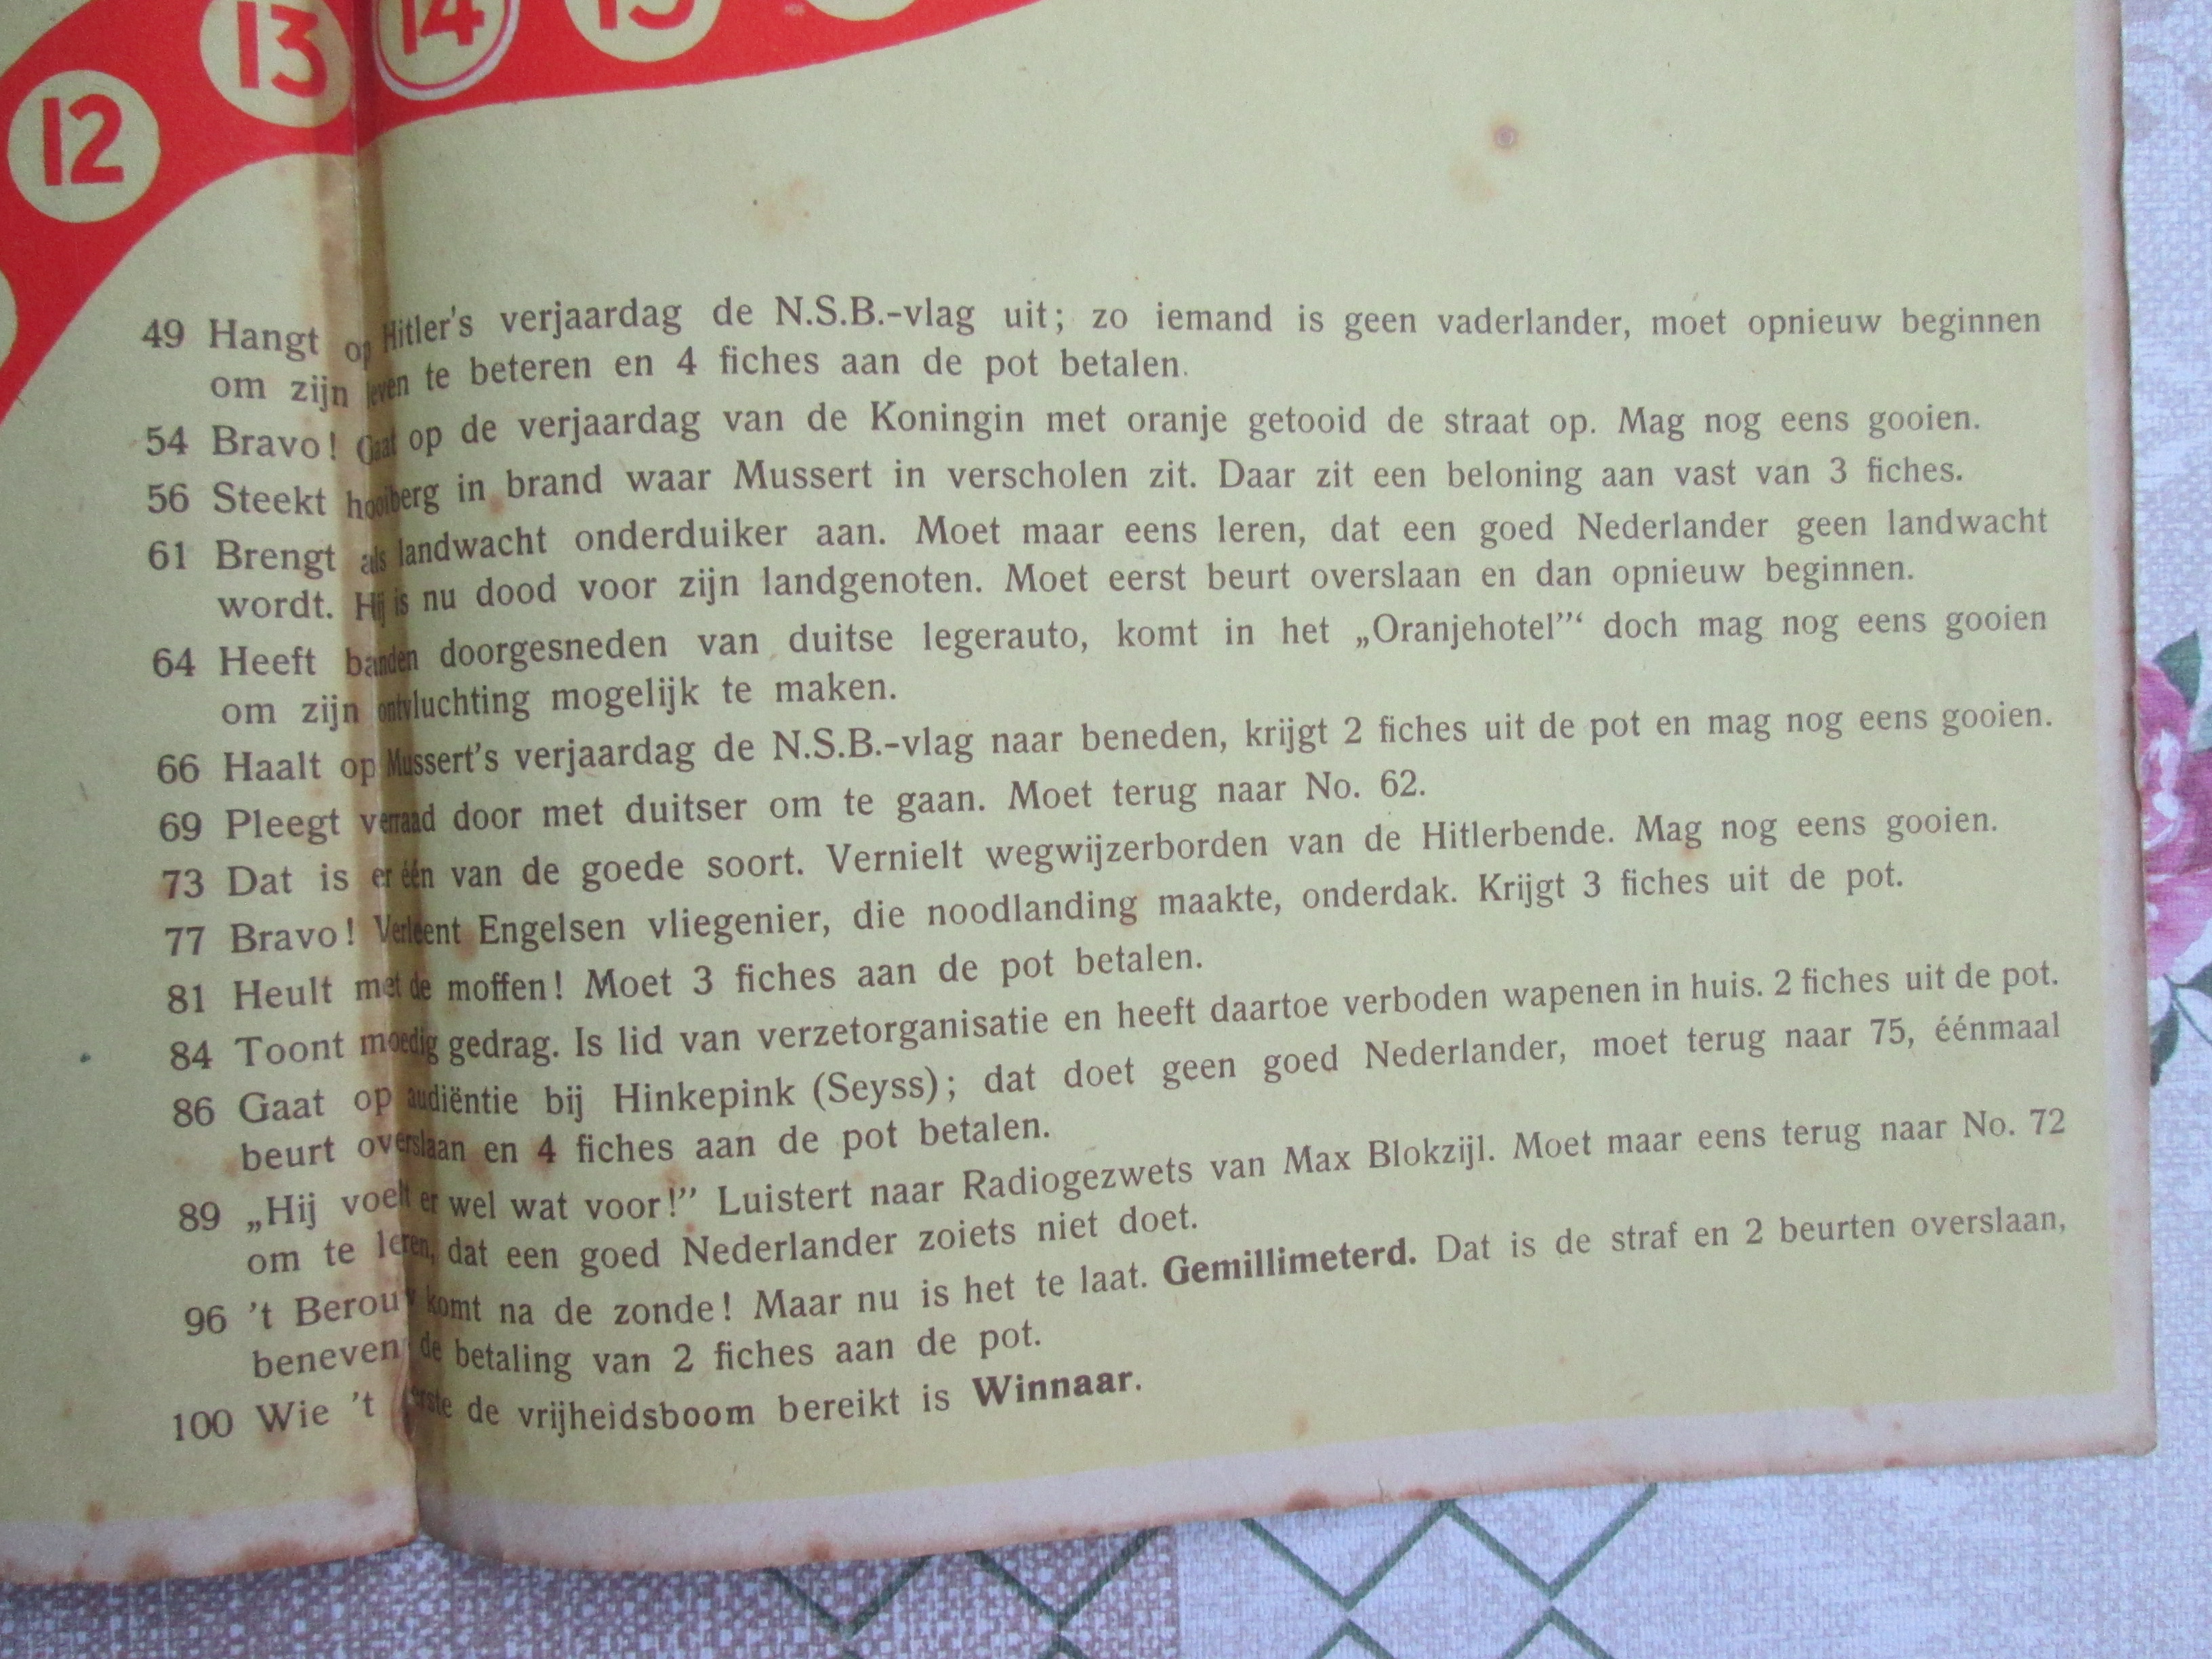 12 13 14 15
49 Hangt op Hitler's verjaardag de N.S.B.-vlag uit; zo iemand is geen vaderlander, moet opnieuw beginnen
om zijn leven te beteren en 4 fiches aan de pot betalen.
54 Bravo! Gaat op de verjaardag van de Koningin met oranje getooid de straat op. Mag nog eens gooien.
56 Steekt hooiberg in brand waar Mussert in verscholen zit. Daar zit een beloning aan vast van 3 fiches.
61 Brengt als landwacht onderduiker aan. Moet maar eens leren, dat een goed Nederlander geen landwacht
wordt. Hij is nu dood voor zijn landgenoten. Moet eerst beurt overslaan en dan opnieuw beginnen.
64 Heeft banden doorgesneden van duitse legerauto, komt in het „Oranjehotel”‘ doch mag nog eens gooien
om zijn ontvluchting mogelijk te maken.
66 Haalt op Mussert's verjaardag de N.S.B.-vlag naar beneden, krijgt 2 fiches uit de pot en mag nog eens gooien.
69 Pleegt verraad door met duitser om te gaan. Moet terug naar No. 62.
73 Dat is er één van de goede soort. Vernielt wegwijzerborden van de Hitlerbende. Mag nog eens gooien.
77 Bravo! Verleent Engelsen vliegenier, die noodlanding maakte, onderdak. Krijgt 3 fiches uit de pot.
81 Heult met de moffen! Moet 3 fiches aan de pot betalen.
84 Toont moedig gedrag. Is lid van verzetorganisatie en heeft daartoe verboden wapenen in huis. 2 fiches uit de pot.
86 Gaat op audiëntie bij Hinkepink (Seyss); dat doet geen goed Nederlander, moet terug naar 75, éénmaal
beurt overslaan en 4 fiches aan de pot betalen.
89 „Hij voelt er wel wat voor!” Luistert naar Radiogezwets van Max Blokzijl. Moet maar eens terug naar No. 72
om te leren, dat een goed Nederlander zoiets niet doet.
96 't Berouw komt na de zonde! Maar nu is het te laat. Gemillimeterd. Dat is de straf en 2 beurten overslaan,
benevens de betaling van 2 fiches aan de pot.
100 Wie 't eerste de vrijheidsboom bereikt is Winnaar.